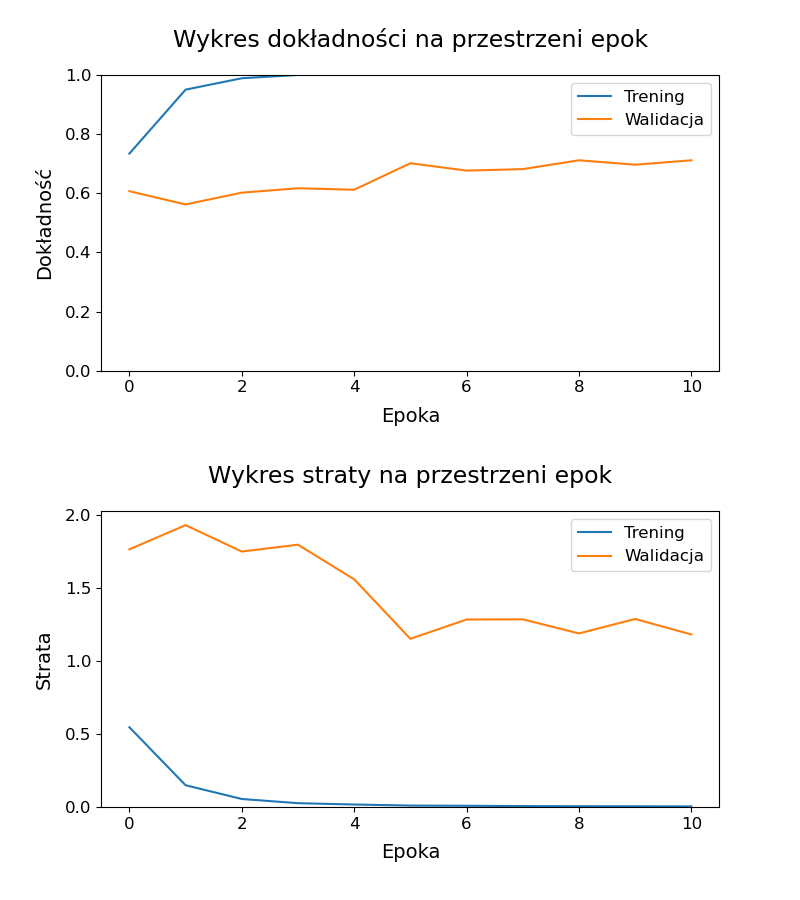 Wykres dokładności na przestrzeni epok
1.0
0.8
0.6
0.4
0.2
0.0
Dokładność
Trening
Walidacja
0 2 4 6 8 10
Epoka
Wykres straty na przestrzeni epok
2.0
1.5
1.0
0.5
0.0
Strata
Trening
Walidacja
0 2 4 6 8 10
Epoka